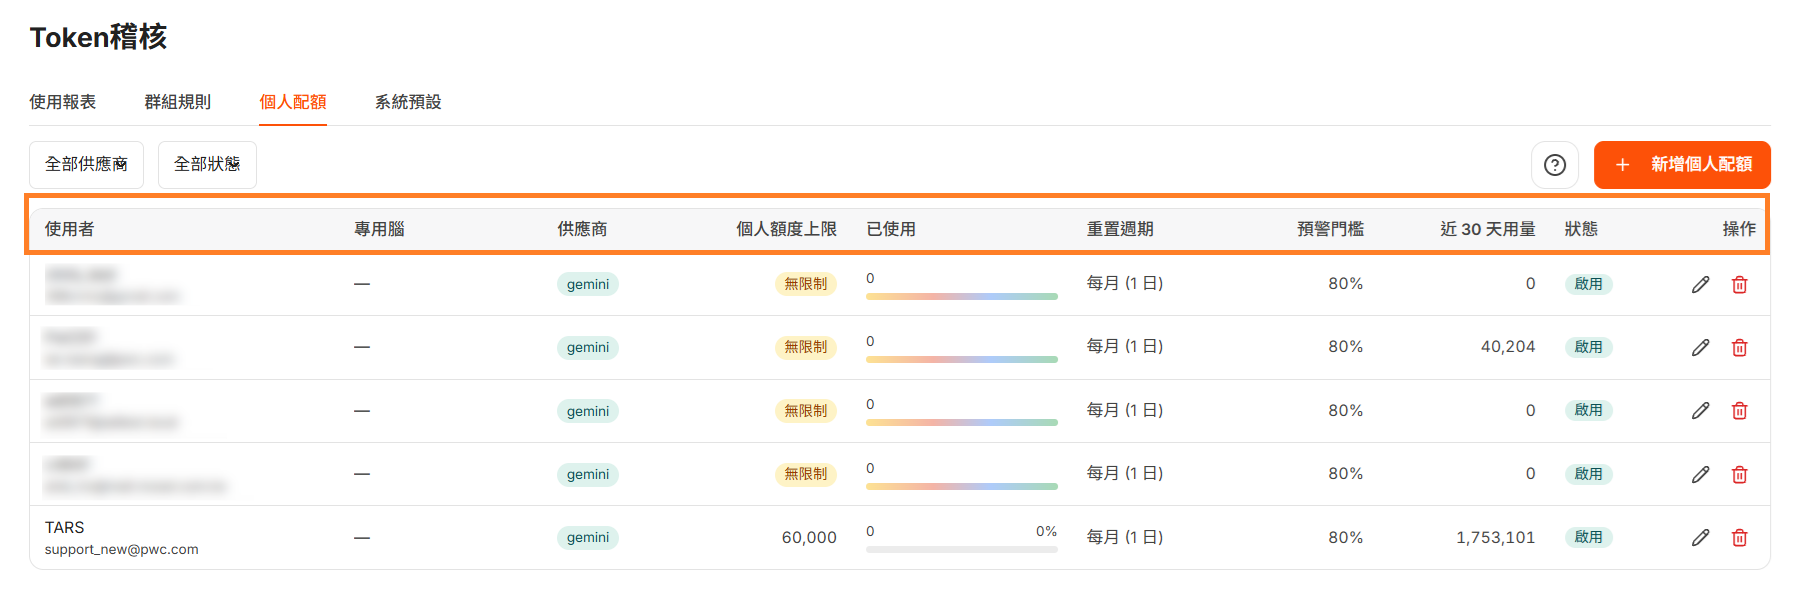 Token稽核
使用報表 群組規則 個人配額 系統預設
全部供應商 全部狀態 + 新增個人配額
使用者 專用腦 供應商 個人額度上限 已使用 重置週期 預警門檻 近 30 天用量 狀態 操作
— gemini 無限制 0 每月 (1 日) 80% 0 啟用
— gemini 無限制 0 每月 (1 日) 80% 40,204 啟用
— gemini 無限制 0 每月 (1 日) 80% 0 啟用
— gemini 無限制 0 每月 (1 日) 80% 0 啟用
TARS — gemini 60,000 0 0% 每月 (1 日) 80% 1,753,101 啟用
support_new@pwc.com